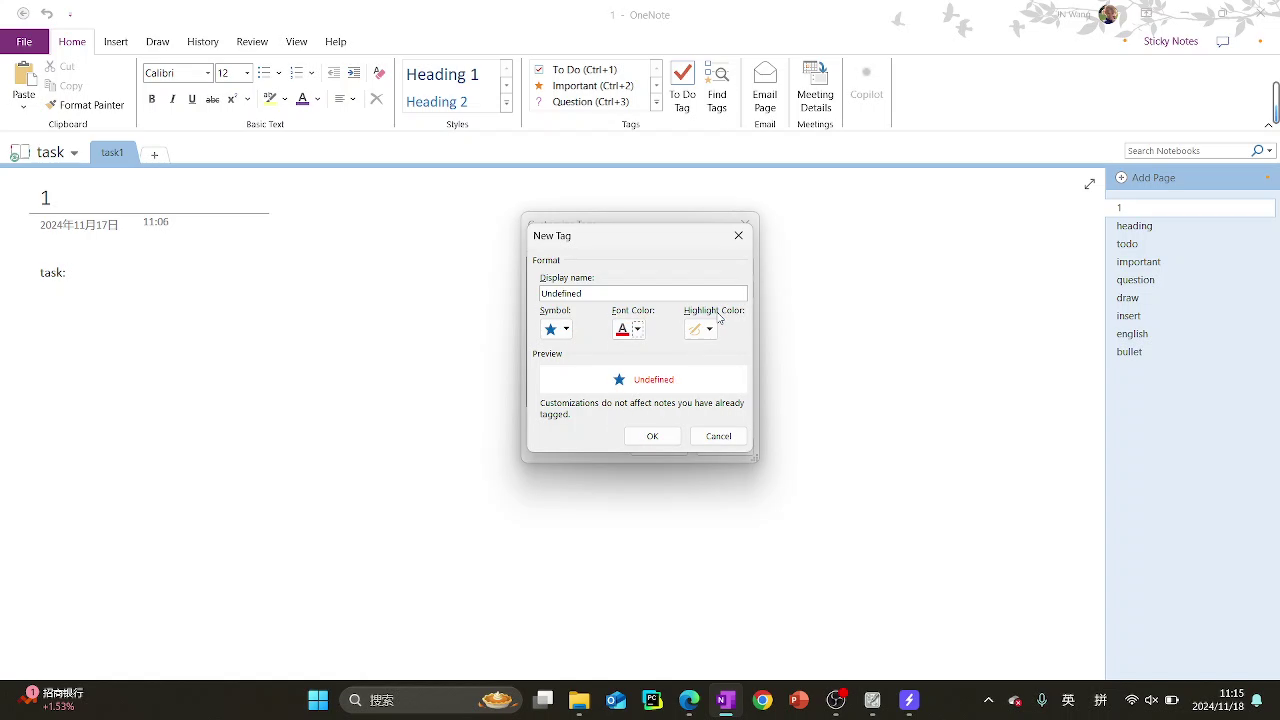 1 - OneNote
IN Wang
File Home Insert Draw History Review View Help
Sticky Notes
Paste
Cut
Copy
Format Painter
Clipboard
Calibri 12
B I U abc x²
Basic Text
Heading 1
Heading 2
Styles
To Do (Ctrl+1)
Important (Ctrl+2)
Question (Ctrl+3)
To Do
Tag
Find
Tags
Tags
Email
Page
Email
Meeting
Details
Meetings
Copilot
task
task1
Search Notebooks
1
2024年11月17日 11:06
task:
Add Page
1
heading
todo
important
question
draw
insert
english
bullet
New Tag
Format
Display name:
Undefined
Symbol: Font Color: Highlight Color:
Preview
Undefined
Customizations do not affect notes you have already
tagged.
OK Cancel
1
招商银行
+1.53%
搜索
英 拼
11:15
2024/11/18